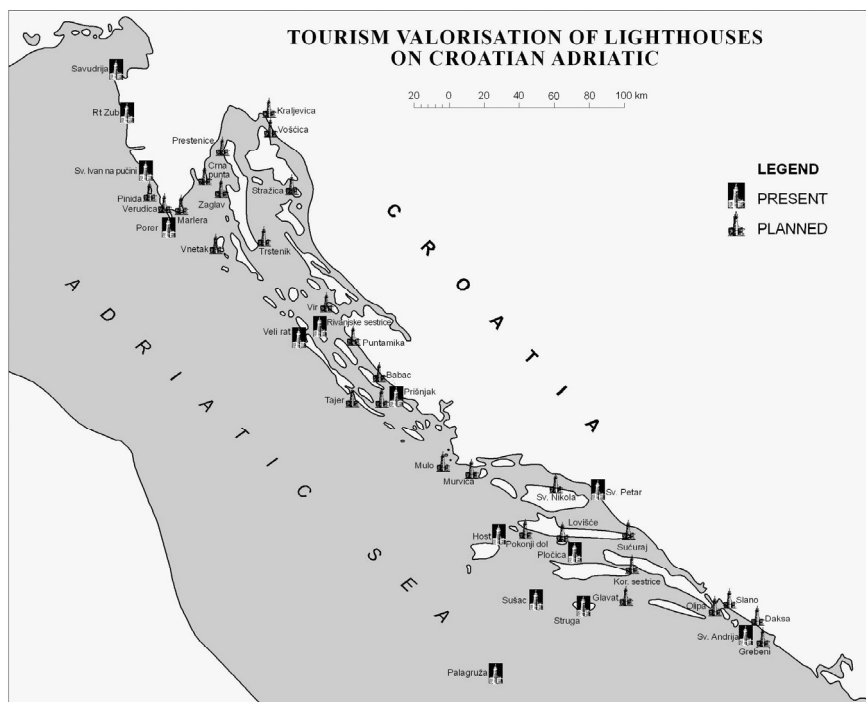 TOURISM VALORISATION OF LIGHTHOUSES
ON CROATIAN ADRIATIC
20 0 20 40 60 80 100 km
LEGEND
PRESENT
PLANNED
Savudrija
Rt Zub
Sv. Ivan na pučini
Pinida
Verudica
Marlera
Porer
Prestenice
Crna
punta
Zaglav
Vnetak
Kraljevica
Voščica
Stražica
Trstenik
Vir
Rivanjske sestrice
Veli rat
Puntamika
Babac
Prišnjak
Tajer
Mulo
Murvica
Sv. Nikola
Sv. Petar
Host
Pokonji dol
Lovišće
Pločica
Sućuraj
Kor. sestrice
Sušac
Struga
Glavat
Olipa
Slano
Daksa
Sv. Andrija
Grebeni
Palagruža
CROATIA
ADRIATIC SEA